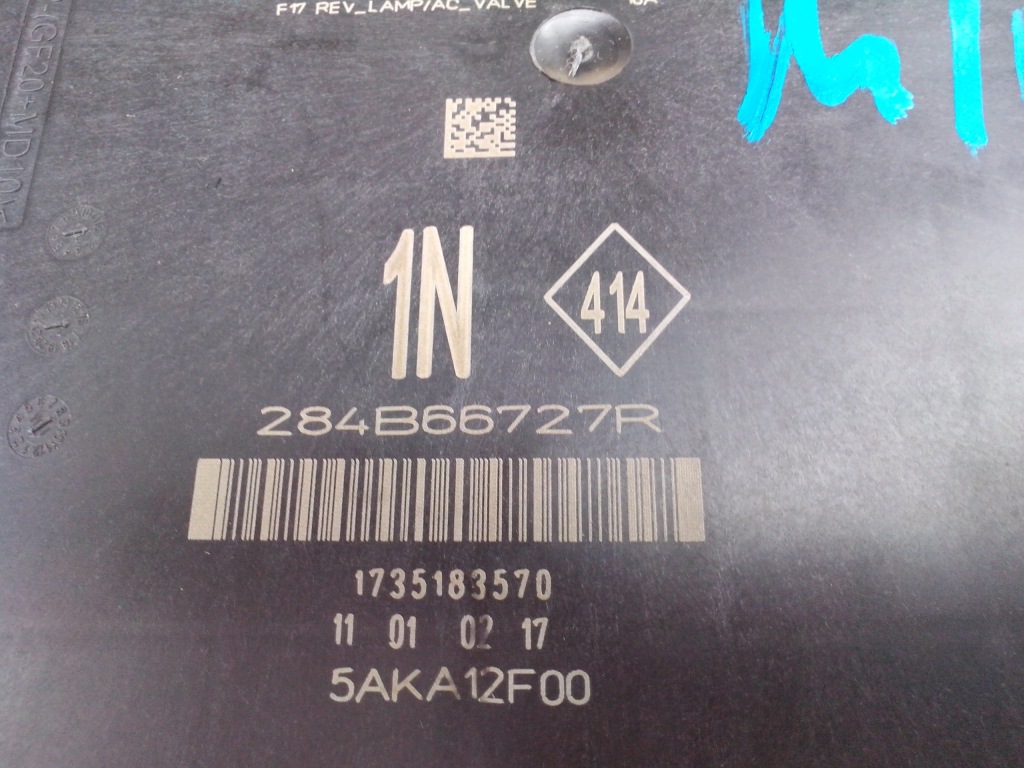 F17 REV_LAMP/AC_VALVE
1N
414
284B66727R
1735183570
11 01 02 17
5AKA12F00